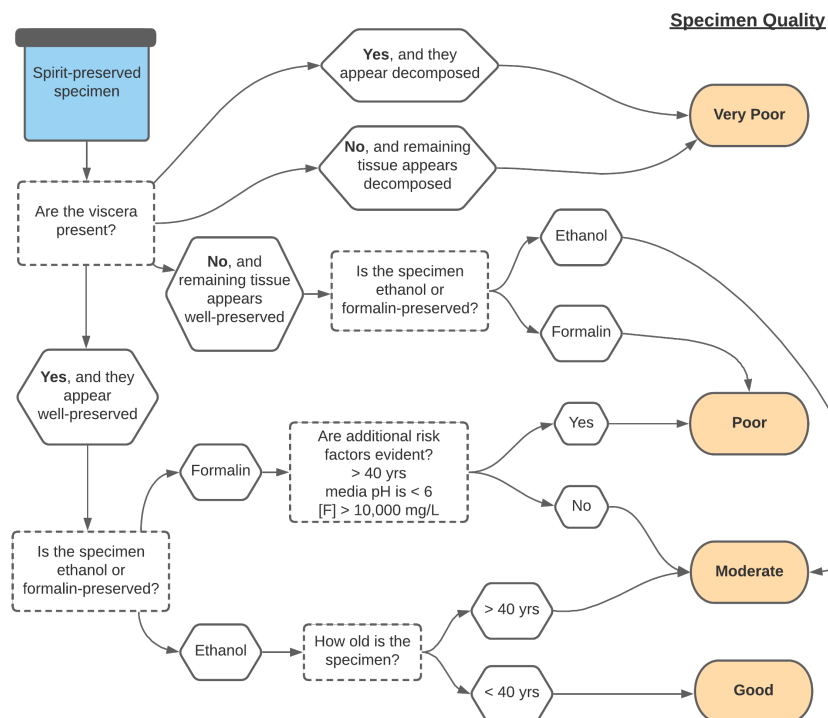 Specimen Quality
Spirit-preserved
specimen
Yes, and they
appear decomposed
Very Poor
No, and remaining
tissue appears
decomposed
Are the viscera
present?
No, and
remaining tissue
appears
well-preserved
Is the specimen
ethanol or
formalin-preserved?
Ethanol
Formalin
Yes, and they
appear
well-preserved
Poor
Formalin
Are additional risk
factors evident?
> 40 yrs
media pH is < 6
[F] > 10,000 mg/L
Yes
No
Is the specimen
ethanol or
formalin-preserved?
Moderate
Ethanol
How old is the
specimen?
> 40 yrs
< 40 yrs
Good